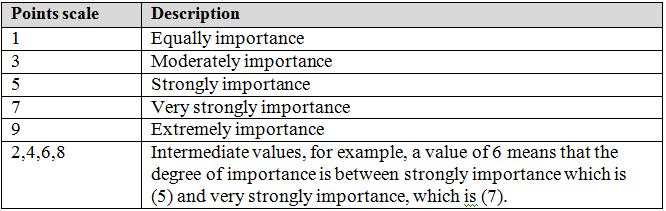 Points scale Description
1 Equally importance
3 Moderately importance
5 Strongly importance
7 Very strongly importance
9 Extremely importance
2,4,6,8 Intermediate values, for example, a value of 6 means that the
degree of importance is between strongly importance which is
(5) and very strongly importance, which is (7).